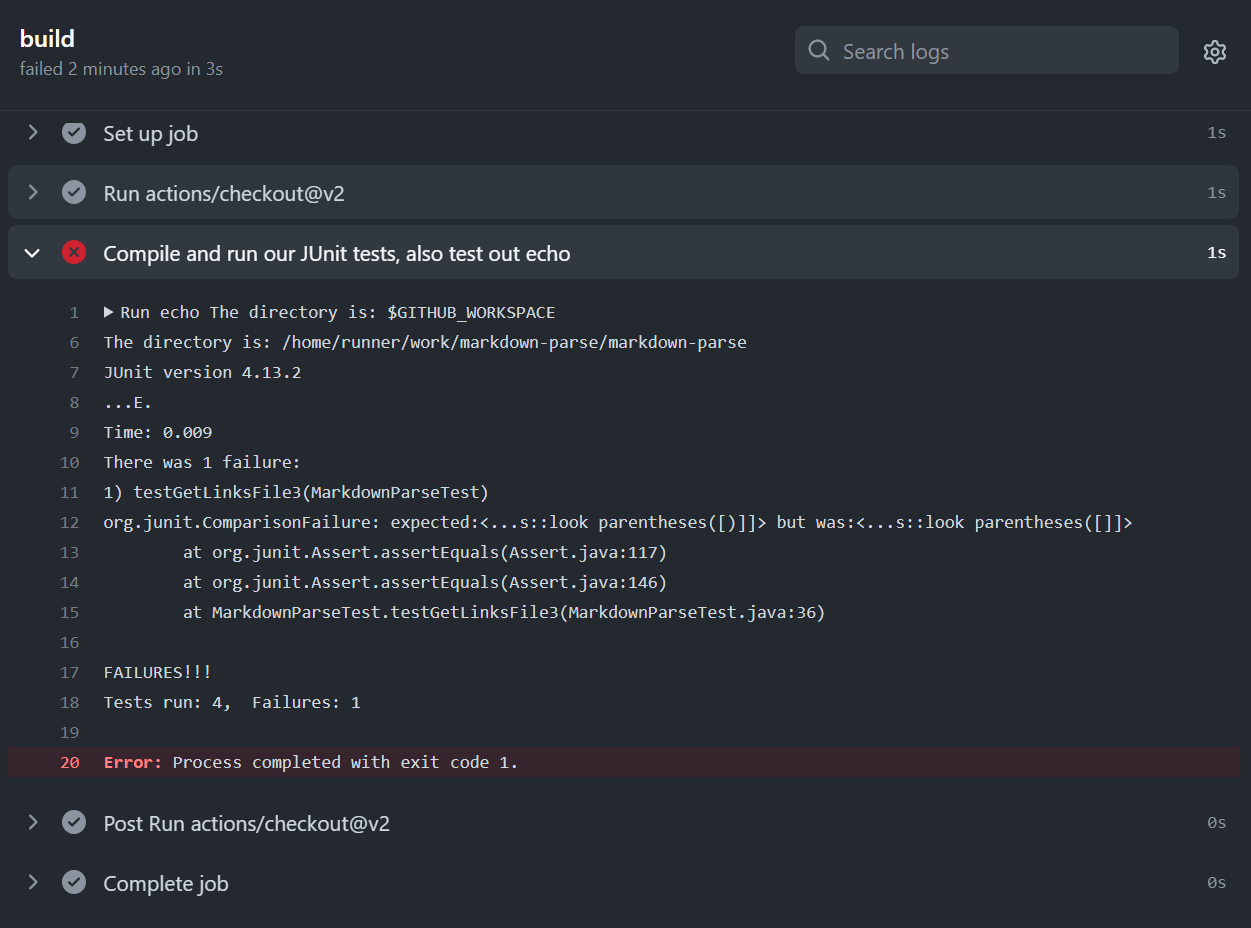 build
failed 2 minutes ago in 3s
Search logs
Set up job 1s
Run actions/checkout@v2 1s
Compile and run our JUnit tests, also test out echo 1s
1 Run echo The directory is: $GITHUB_WORKSPACE
6 The directory is: /home/runner/work/markdown-parse/markdown-parse
7 JUnit version 4.13.2
8 ...E.
9 Time: 0.009
10 There was 1 failure:
11 1) testGetLinksFile3(MarkdownParseTest)
12 org.junit.ComparisonFailure: expected:<...s::look parentheses([)]]> but was:<...s::look parentheses([]]>
13 at org.junit.Assert.assertEquals(Assert.java:117)
14 at org.junit.Assert.assertEquals(Assert.java:146)
15 at MarkdownParseTest.testGetLinksFile3(MarkdownParseTest.java:36)
16
17 FAILURES!!!
18 Tests run: 4,  Failures: 1
19
20 Error: Process completed with exit code 1.
Post Run actions/checkout@v2 0s
Complete job 0s